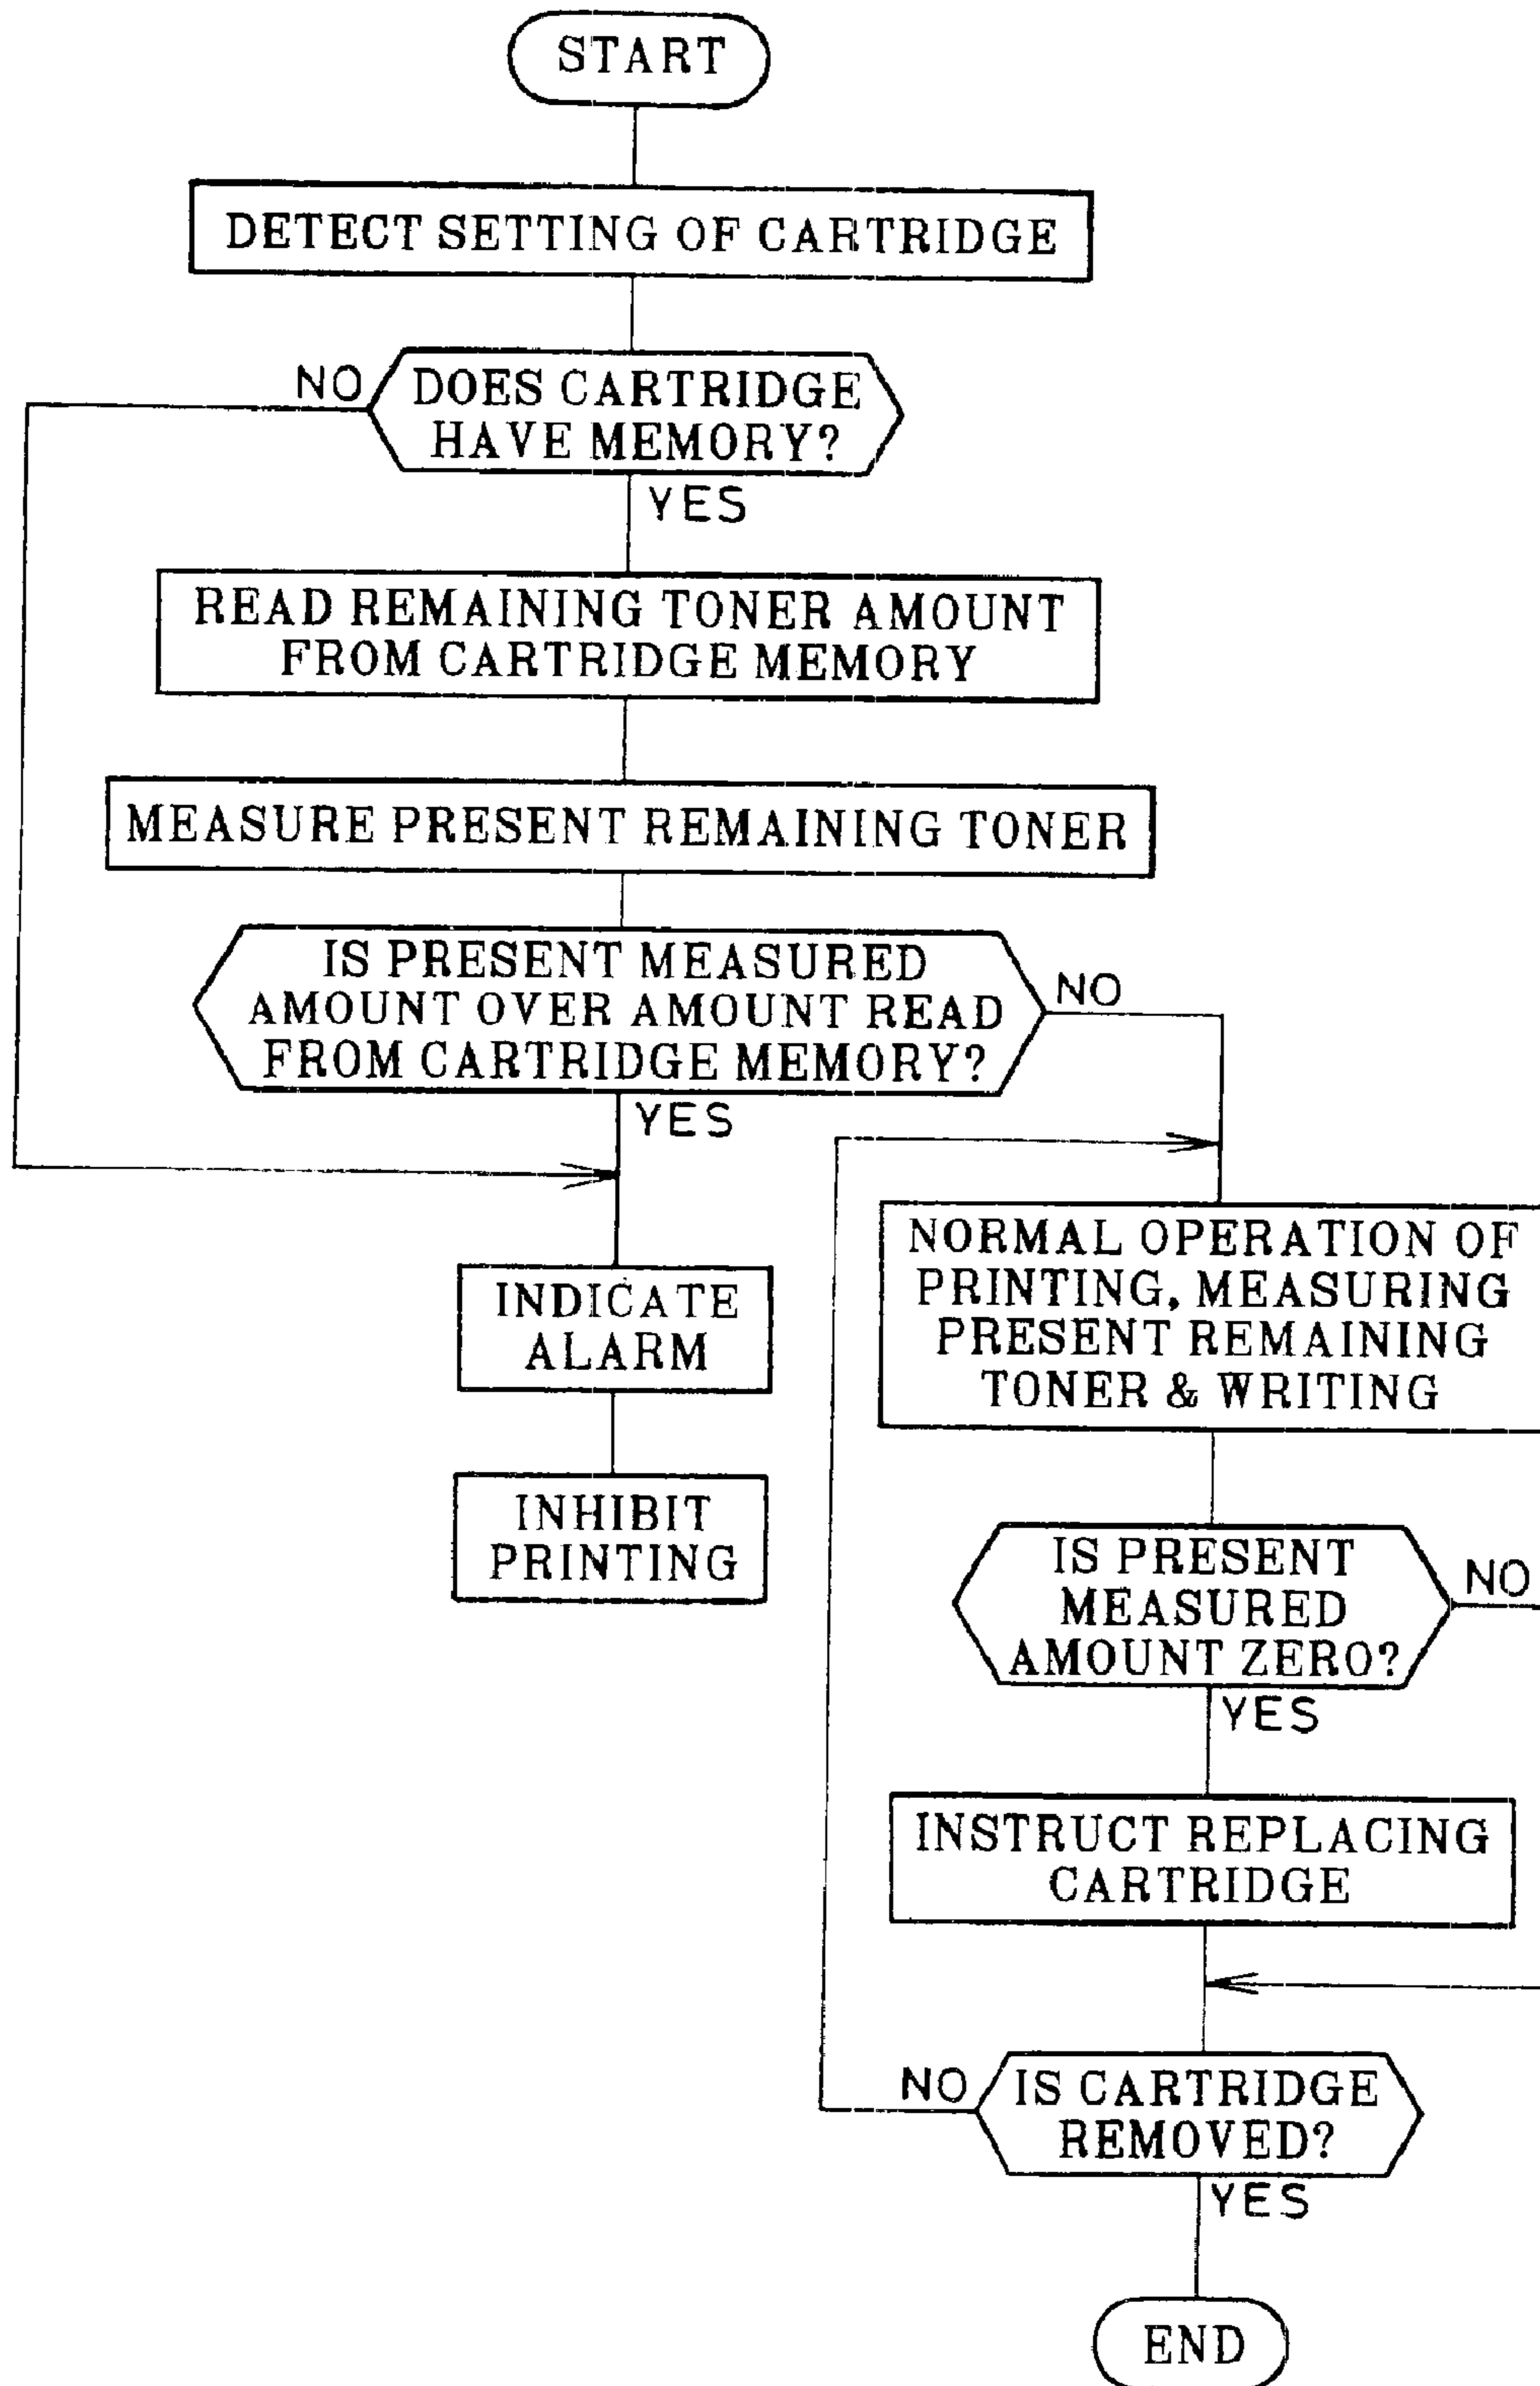 START
DETECT SETTING OF CARTRIDGE
NO
DOES CARTRIDGE
HAVE MEMORY?
YES
READ REMAINING TONER AMOUNT
FROM CARTRIDGE MEMORY
MEASURE PRESENT REMAINING TONER
IS PRESENT MEASURED
AMOUNT OVER AMOUNT READ
FROM CARTRIDGE MEMORY?
NO
YES
INDICATE
ALARM
INHIBIT
PRINTING
NORMAL OPERATION OF
PRINTING, MEASURING
PRESENT REMAINING
TONER & WRITING
IS PRESENT
MEASURED
AMOUNT ZERO?
NO
YES
INSTRUCT REPLACING
CARTRIDGE
NO
IS CARTRIDGE
REMOVED?
YES
END